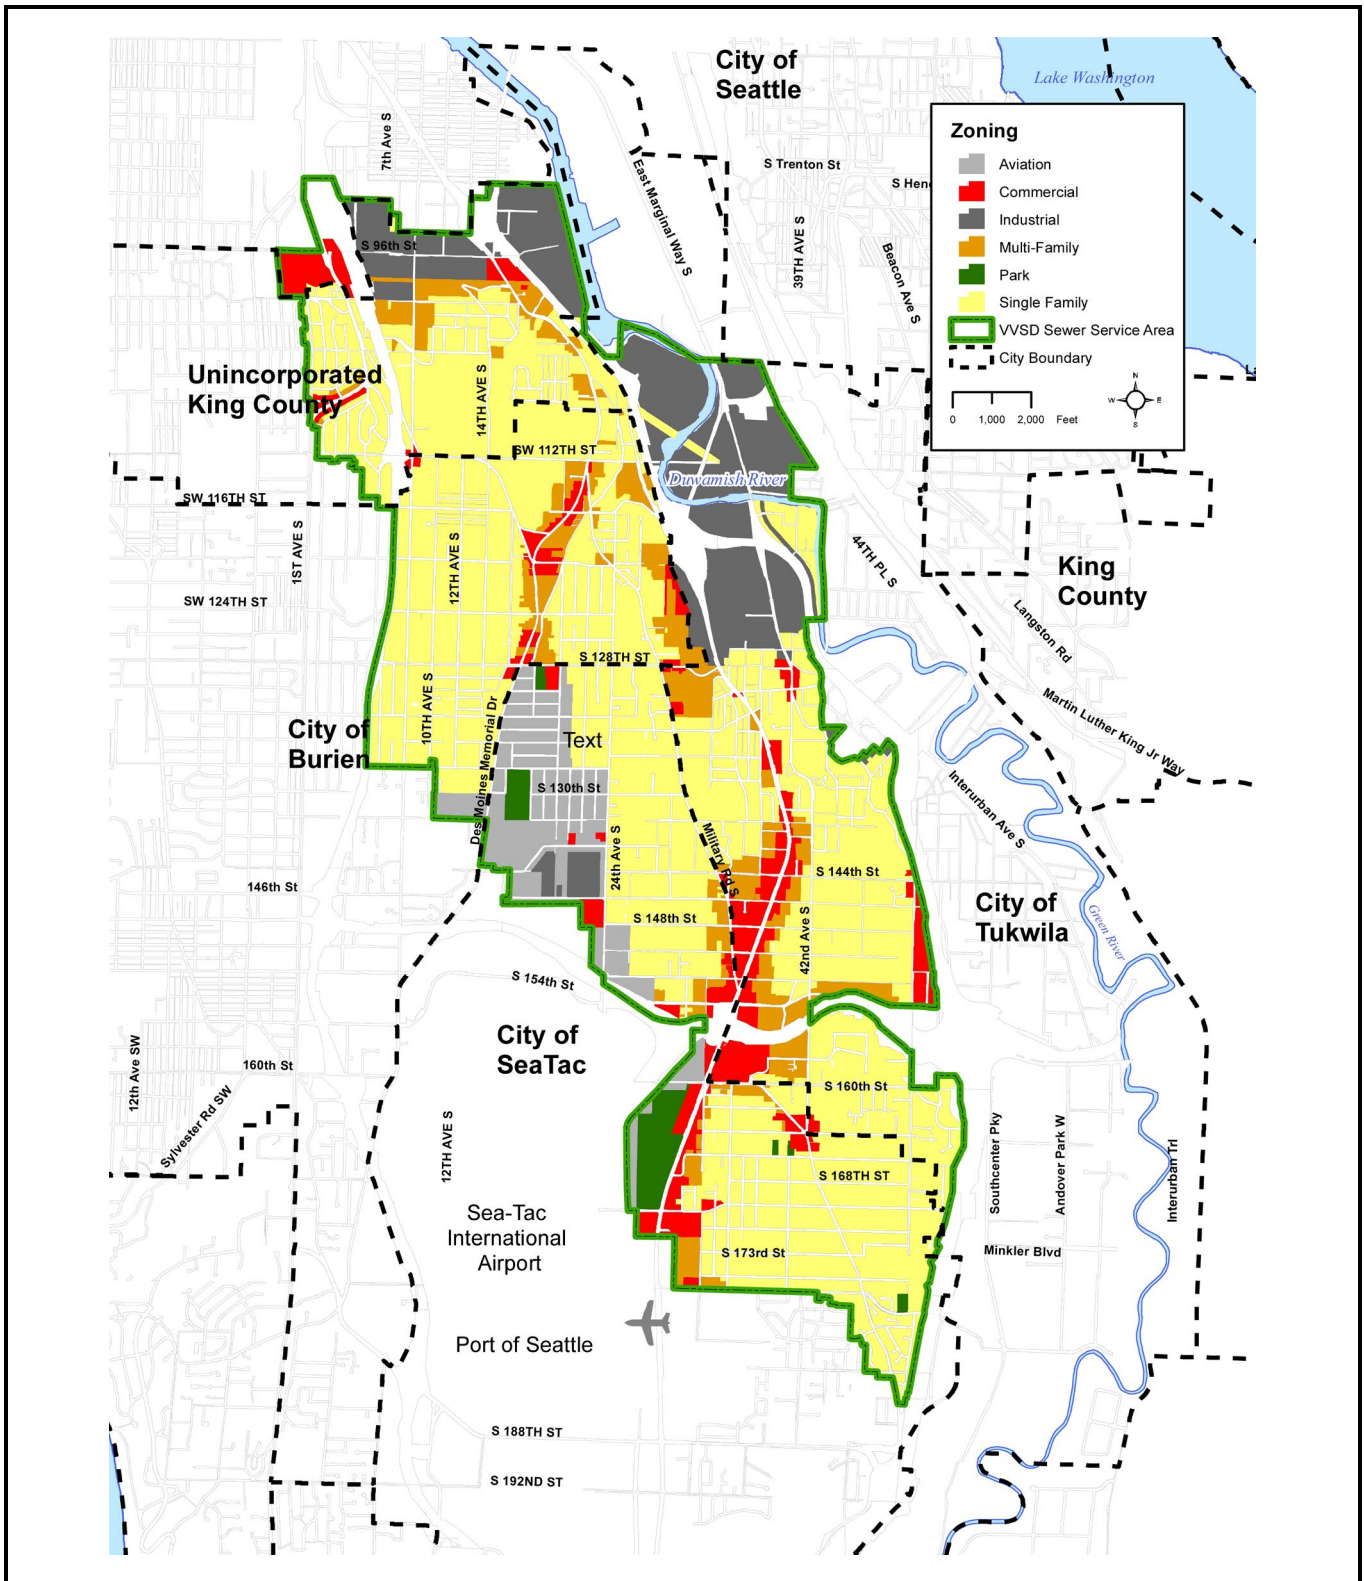 City of
Seattle
Lake Washington
7th Ave S
East Marginal Way S
S Trenton St
S Hen
39TH AVE S
Beacon Ave S
Zoning
Aviation
Commercial
Industrial
Multi-Family
Park
Single Family
VVSD Sewer Service Area
City Boundary
N
W
E
S
0
1,000
2,000
Feet
S 96th St
Unincorporated
King County
14TH AVE S
SW 112TH ST
Duwamish River
SW 116TH ST
1ST AVE S
12TH AVE S
44TH PL S
King
County
SW 124TH ST
Langston Rd
S 128TH ST
10TH AVE S
Des Moines Memorial Dr
Martin Luther King Jr Way
City of
Burien
Text
S 130th St
Interurban Ave S
24th Ave S
Military Rd S
S 144th St
146th St
S 148th St
42nd Ave S
City of
Tukwila
Green River
S 154th St
City of
SeaTac
12th Ave SW
160th St
Sylvester Rd SW
S 160th St
12TH AVE S
Southcenter Pky
Andover Park W
Interurban Trl
S 168TH ST
Sea-Tac
International
Airport
S 173rd St
Minkler Blvd
Port of Seattle
S 188TH ST
S 192ND ST